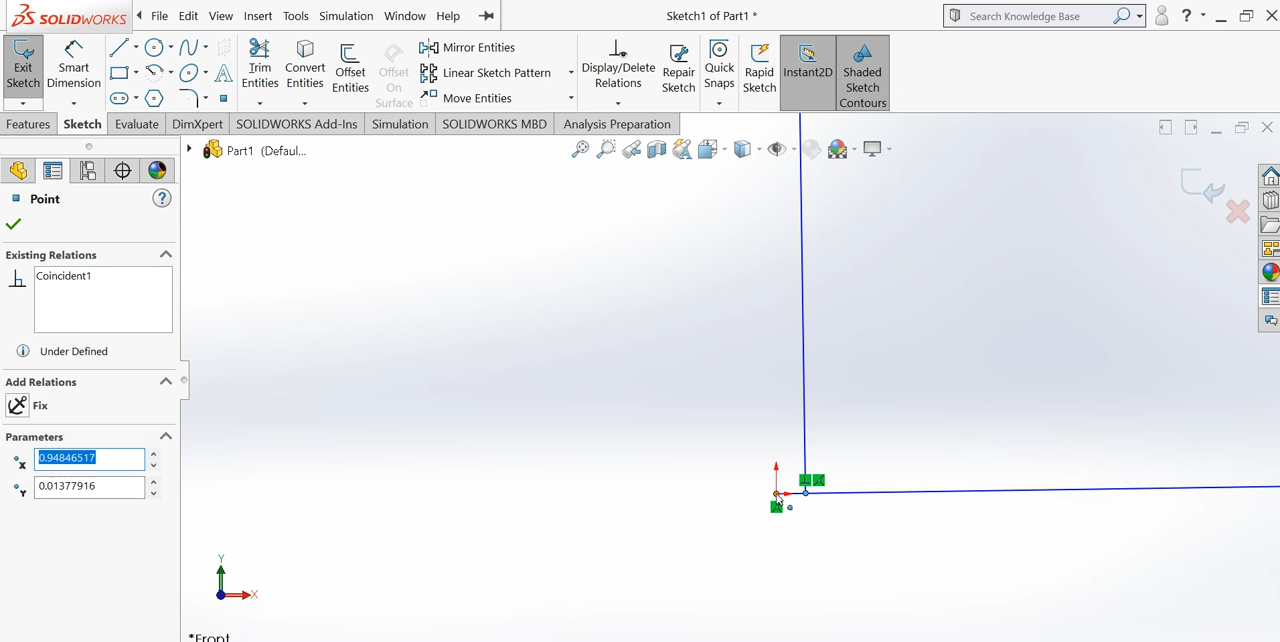 SOLIDWORKS File Edit View Insert Tools Simulation Window Help Sketch1 of Part1 * Search Knowledge Base ?
Exit Sketch
Smart Dimension
Trim Entities
Convert Entities
Offset Entities
Offset On Surface
Mirror Entities
Linear Sketch Pattern
Move Entities
Display/Delete Relations
Repair Sketch
Quick Snaps
Rapid Sketch
Instant2D
Shaded Sketch Contours
Features Sketch Evaluate DimXpert SOLIDWORKS Add-Ins Simulation SOLIDWORKS MBD Analysis Preparation
Part1 (Defaul...
Point ?
Existing Relations
Coincident1
Under Defined
Add Relations
Fix
Parameters
X 0.94846517
Y 0.01377916
Y
X
*Front